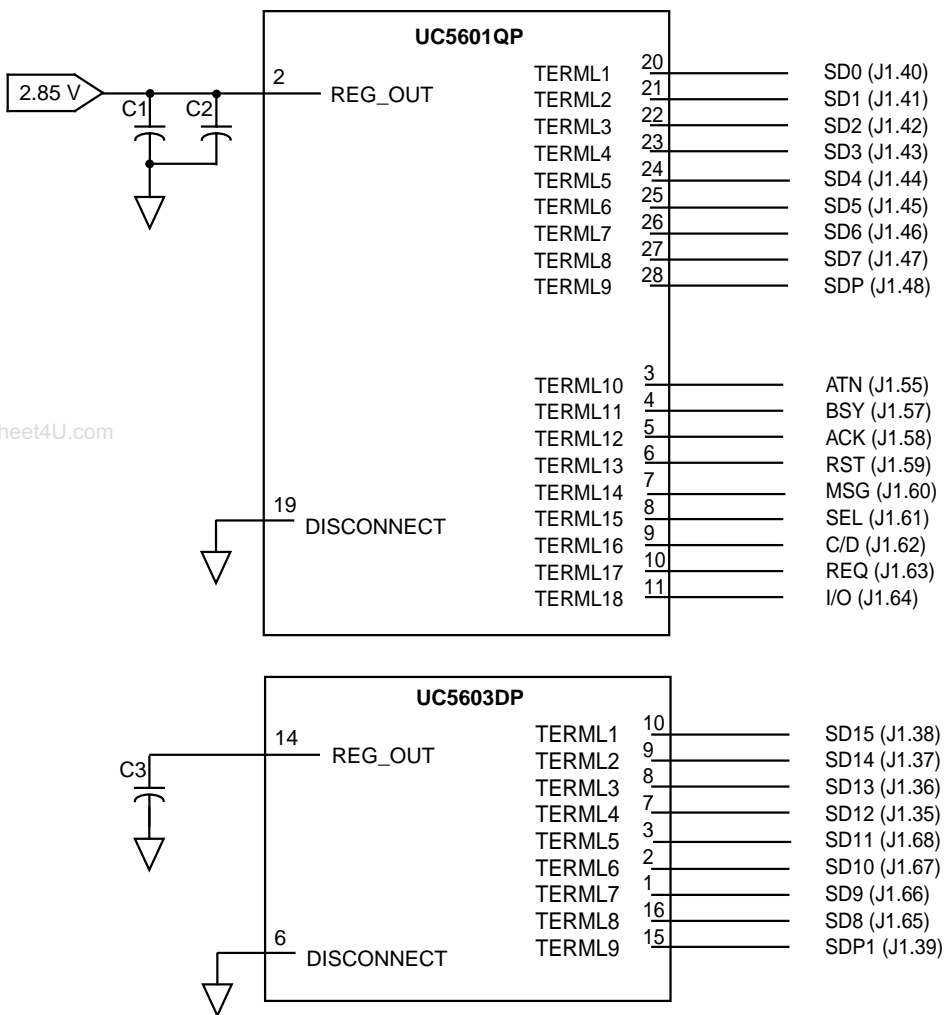 UC5601QP
2.85 V
C1
C2
2
REG_OUT
TERML1 20 SD0 (J1.40)
TERML2 21 SD1 (J1.41)
TERML3 22 SD2 (J1.42)
TERML4 23 SD3 (J1.43)
TERML5 24 SD4 (J1.44)
TERML6 25 SD5 (J1.45)
TERML7 26 SD6 (J1.46)
TERML8 27 SD7 (J1.47)
TERML9 28 SDP (J1.48)
TERML10 3 ATN (J1.55)
TERML11 4 BSY (J1.57)
TERML12 5 ACK (J1.58)
TERML13 6 RST (J1.59)
TERML14 7 MSG (J1.60)
TERML15 8 SEL (J1.61)
TERML16 9 C/D (J1.62)
TERML17 10 REQ (J1.63)
TERML18 11 I/O (J1.64)
heet4U.com
19
DISCONNECT
UC5603DP
14
REG_OUT
C3
TERML1 10 SD15 (J1.38)
TERML2 9 SD14 (J1.37)
TERML3 8 SD13 (J1.36)
TERML4 7 SD12 (J1.35)
TERML5 3 SD11 (J1.68)
TERML6 2 SD10 (J1.67)
TERML7 1 SD9 (J1.66)
TERML8 16 SD8 (J1.65)
TERML9 15 SDP1 (J1.39)
6
DISCONNECT